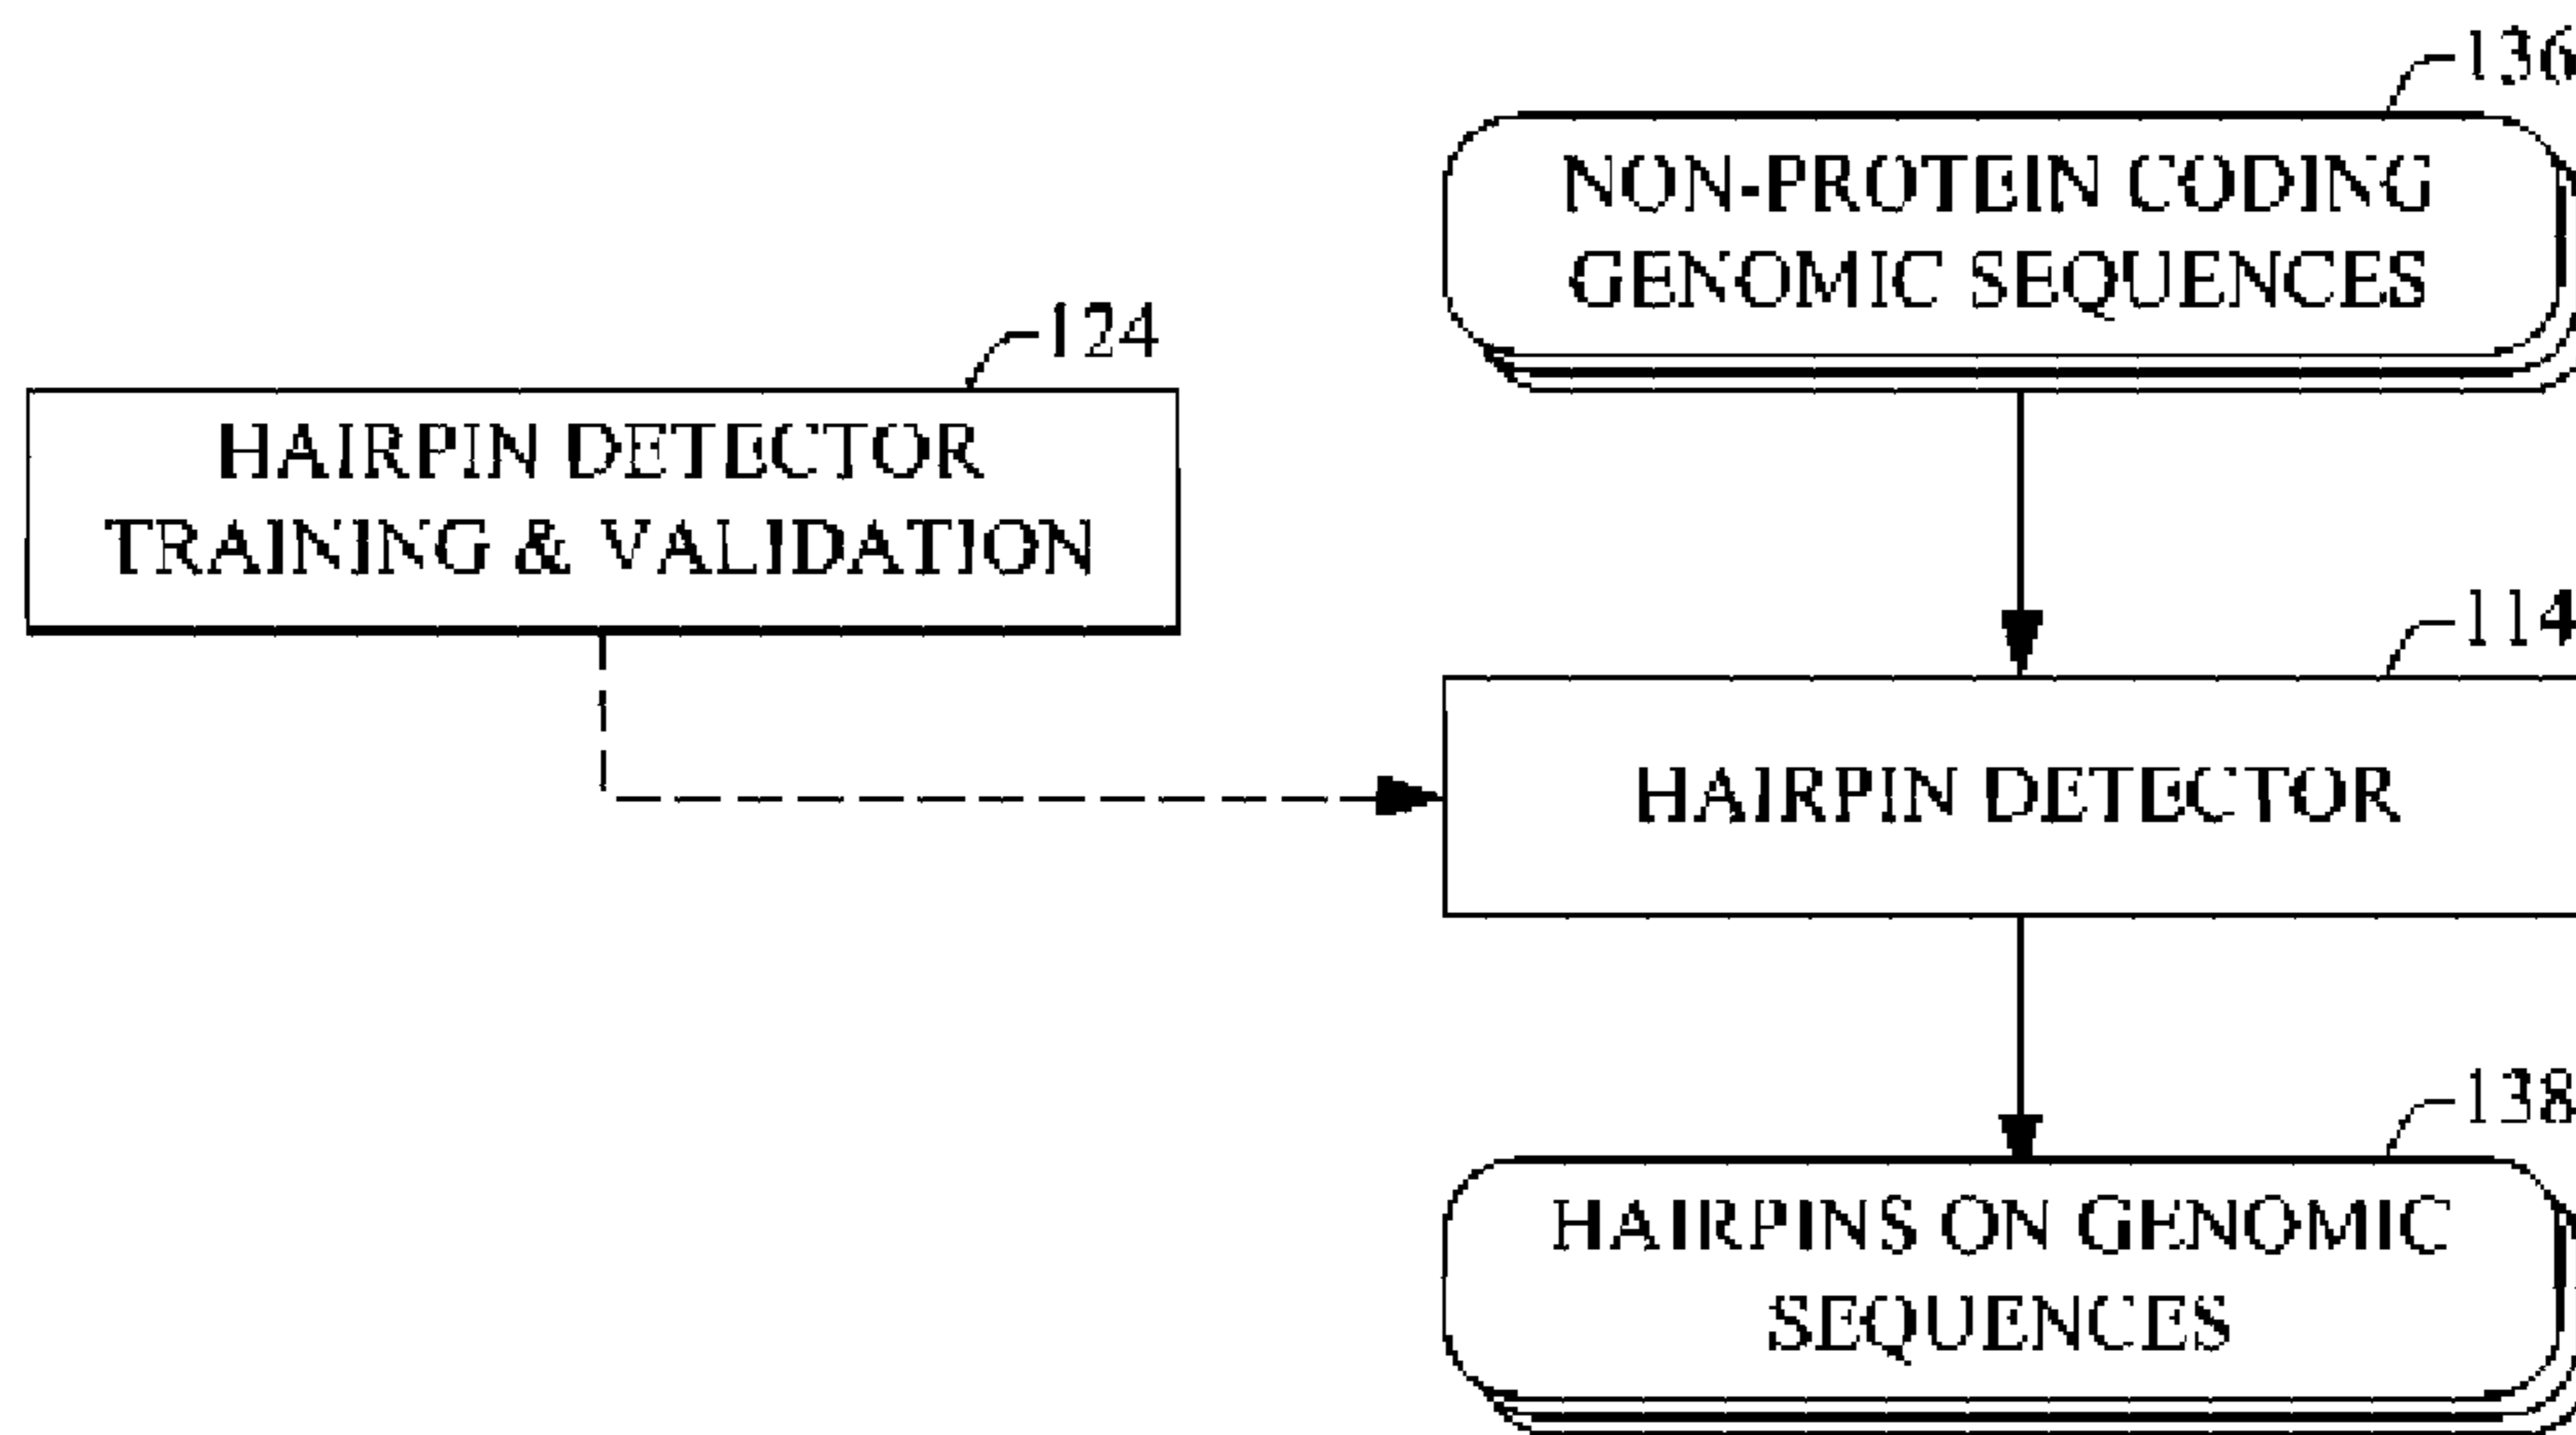 136
NON-PROTEIN CODING
GENOMIC SEQUENCES
124
HAIRPIN DETECTOR
TRAINING & VALIDATION
114
HAIRPIN DETECTOR
138
HAIRPINS ON GENOMIC
SEQUENCES